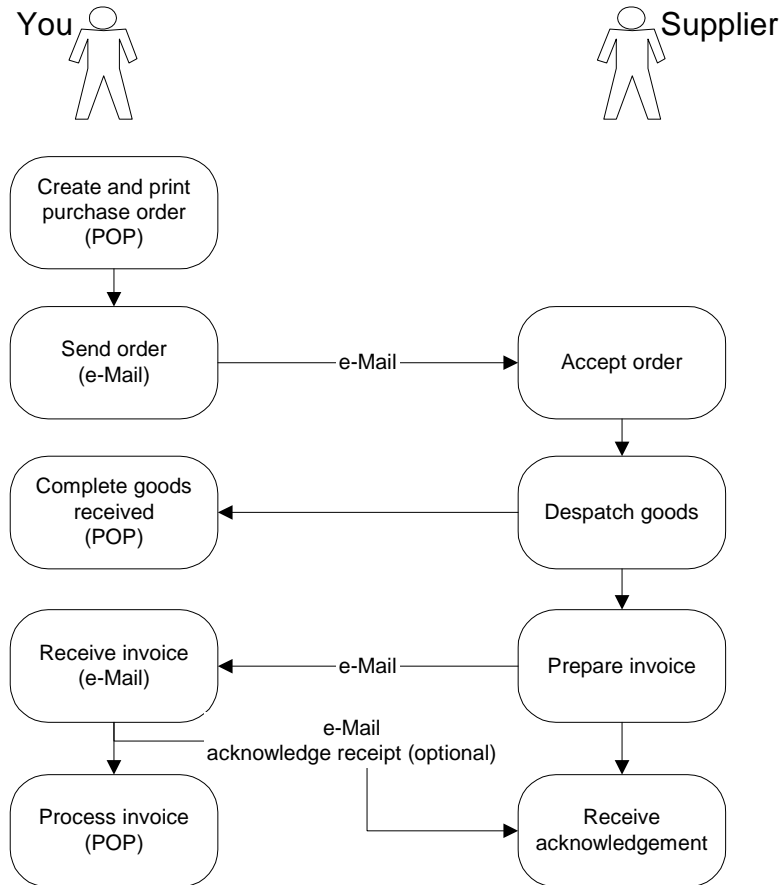 You
Supplier
Create and print
purchase order
(POP)
Send order
(e-Mail)
e-Mail
Accept order
Complete goods
received
(POP)
Despatch goods
Receive invoice
(e-Mail)
e-Mail
Prepare invoice
e-Mail
acknowledge receipt (optional)
Process invoice
(POP)
Receive
acknowledgement